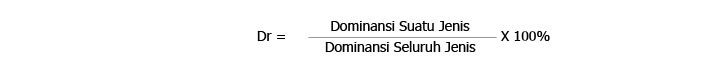 Dominansi Suatu Jenis
Dr = X 100%
Dominansi Seluruh Jenis